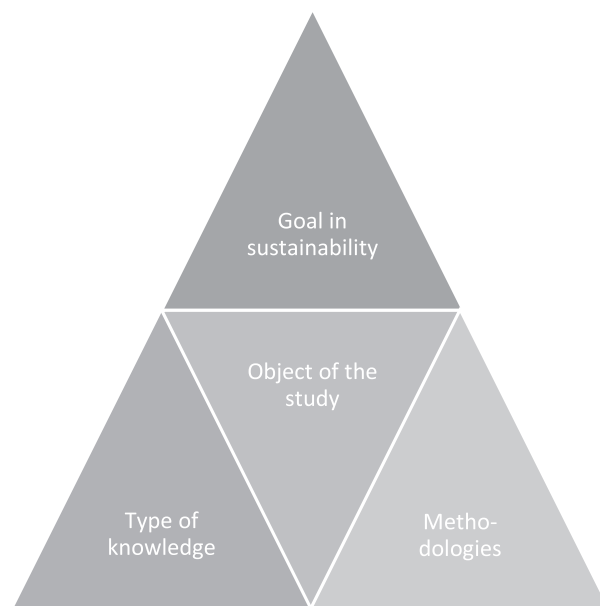 Goal in
sustainability
Object of the
study
Type of
knowledge
Metho-
dologies